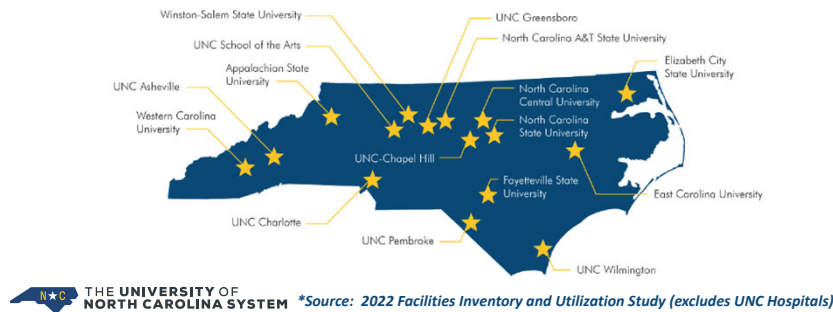 Winston-Salem State University
UNC Greensboro
North Carolina A&T State University
UNC School of the Arts
Appalachian State
University
Elizabeth City
State University
UNC Asheville
Western Carolina
University
North Carolina
Central University
North Carolina
State University
UNC-Chapel Hill
Fayetteville State
University
East Carolina University
UNC Charlotte
UNC Pembroke
UNC Wilmington
N★C
THE UNIVERSITY OF
NORTH CAROLINA SYSTEM
*Source: 2022 Facilities Inventory and Utilization Study (excludes UNC Hospitals)